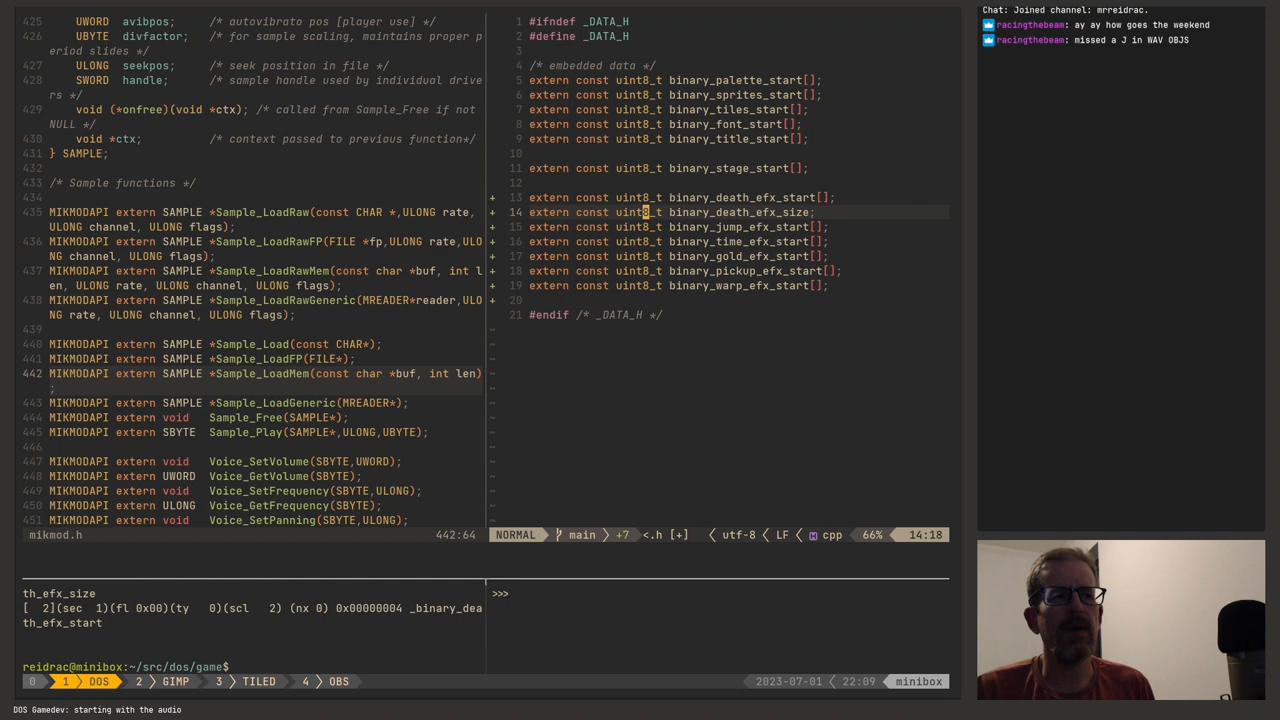 425     UWORD  avibpos;     /* autovibrato pos [player use] */
426     UBYTE  divfactor;   /* for sample scaling, maintains proper p
eriod slides */
427     ULONG  seekpos;     /* seek position in file */
428     SWORD  handle;      /* sample handle used by individual drive
rs */
429     void (*onfree)(void *ctx); /* called from Sample_Free if not
NULL */
430     void *ctx;          /* context passed to previous function*/
431 } SAMPLE;
432
433 /* Sample functions */
434
435 MIKMODAPI extern SAMPLE *Sample_LoadRaw(const CHAR *,ULONG rate,
ULONG channel, ULONG flags);
436 MIKMODAPI extern SAMPLE *Sample_LoadRawFP(FILE *fp,ULONG rate,ULO
NG channel, ULONG flags);
437 MIKMODAPI extern SAMPLE *Sample_LoadRawMem(const char *buf, int l
en, ULONG rate, ULONG channel, ULONG flags);
438 MIKMODAPI extern SAMPLE *Sample_LoadRawGeneric(MREADER*reader,ULO
NG rate, ULONG channel, ULONG flags);
439
440 MIKMODAPI extern SAMPLE *Sample_Load(const CHAR*);
441 MIKMODAPI extern SAMPLE *Sample_LoadFP(FILE*);
442 MIKMODAPI extern SAMPLE *Sample_LoadMem(const char *buf, int len)
;
443 MIKMODAPI extern SAMPLE *Sample_LoadGeneric(MREADER*);
444 MIKMODAPI extern void   Sample_Free(SAMPLE*);
445 MIKMODAPI extern SBYTE  Sample_Play(SAMPLE*,ULONG,UBYTE);
446
447 MIKMODAPI extern void   Voice_SetVolume(SBYTE,UWORD);
448 MIKMODAPI extern UWORD  Voice_GetVolume(SBYTE);
449 MIKMODAPI extern void   Voice_SetFrequency(SBYTE,ULONG);
450 MIKMODAPI extern ULONG  Voice_GetFrequency(SBYTE);
451 MIKMODAPI extern void   Voice_SetPanning(SBYTE,ULONG);
mikmod.h 442:64
1 #ifndef _DATA_H
2 #define _DATA_H
3
4 /* embedded data */
5 extern const uint8_t binary_palette_start[];
6 extern const uint8_t binary_sprites_start[];
7 extern const uint8_t binary_tiles_start[];
8 extern const uint8_t binary_font_start[];
9 extern const uint8_t binary_title_start[];
10
11 extern const uint8_t binary_stage_start[];
12
+ 13 extern const uint8_t binary_death_efx_start[];
+ 14 extern const uint8_t binary_death_efx_size;
+ 15 extern const uint8_t binary_jump_efx_start[];
+ 16 extern const uint8_t binary_time_efx_start[];
+ 17 extern const uint8_t binary_gold_efx_start[];
+ 18 extern const uint8_t binary_pickup_efx_start[];
+ 19 extern const uint8_t binary_warp_efx_start[];
+ 20
21 #endif /* _DATA_H */
~
~
~
~
~
~
~
~
~
~
~
~
~
NORMAL main +7 <.h [+] utf-8 LF cpp 66% 14:18
th_efx_size
[  2](sec  1)(fl 0x00)(ty   0)(scl   2) (nx 0) 0x00000004 _binary_dea
th_efx_start
reidrac@minibox:~/src/dos/game$
>>>
0 1 DOS 2 GIMP 3 TILED 4 OBS 2023-07-01 22:09 minibox
DOS Gamedev: starting with the audio
Chat: Joined channel: mrreidrac.
racingthebeam: ay ay how goes the weekend
racingthebeam: missed a J in WAV OBJS